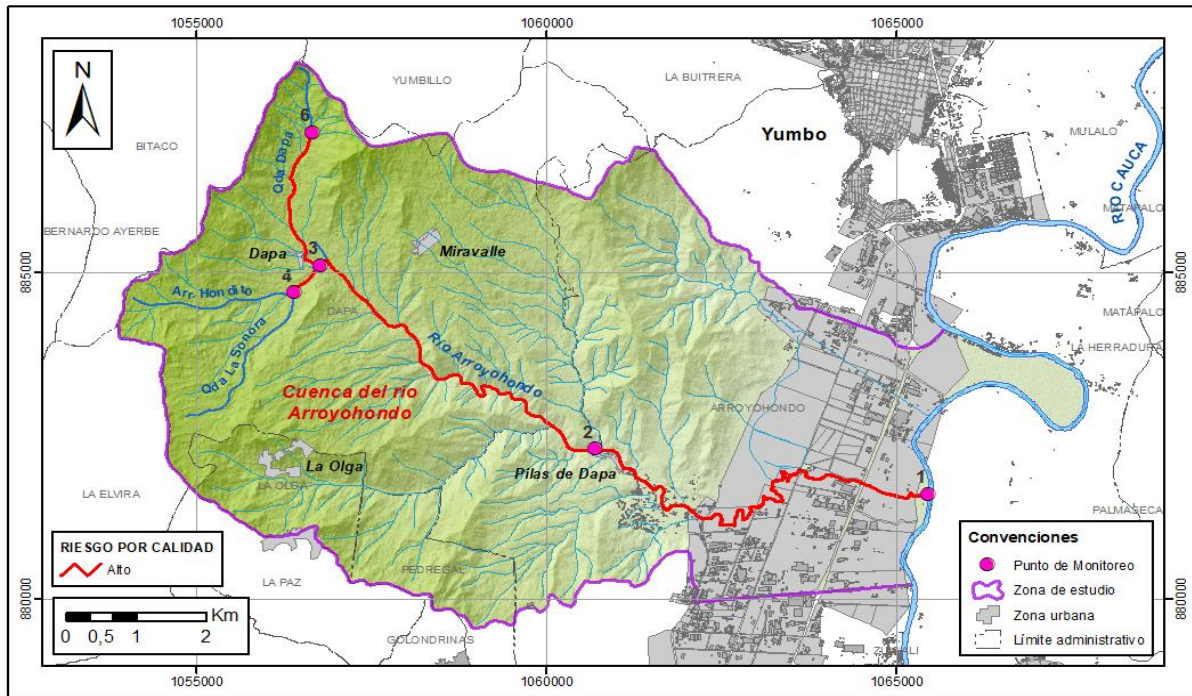 1055000
1060000
1065000
N
YUMBILLO
LA BUITRERA
Yumbo
MULALO
BITACO
6
Qda Dapa
RIO CAUCA
MATAPALO
BERNARDO AYERBE
Dapa
3
Miravalle
885000
885000
4
Arr. Hondito
DAPA
MATAPALO
Qda La Sonora
Río Arroyohondo
LA HERRADURA
Cuenca del río
Arroyohondo
ARROYOHONDO
2
La Olga
Pilas de Dapa
1
LA OLGA
LA ELVIRA
PALMASECA
RIESGO POR CALIDAD
Alto
LA PAZ
PEDREGAL
Convenciones
Punto de Monitoreo
Zona de estudio
Zona urbana
Límite administrativo
880000
880000
Km
0 0,5 1 2
GOLONDRINAS
1055000
1060000
1065000